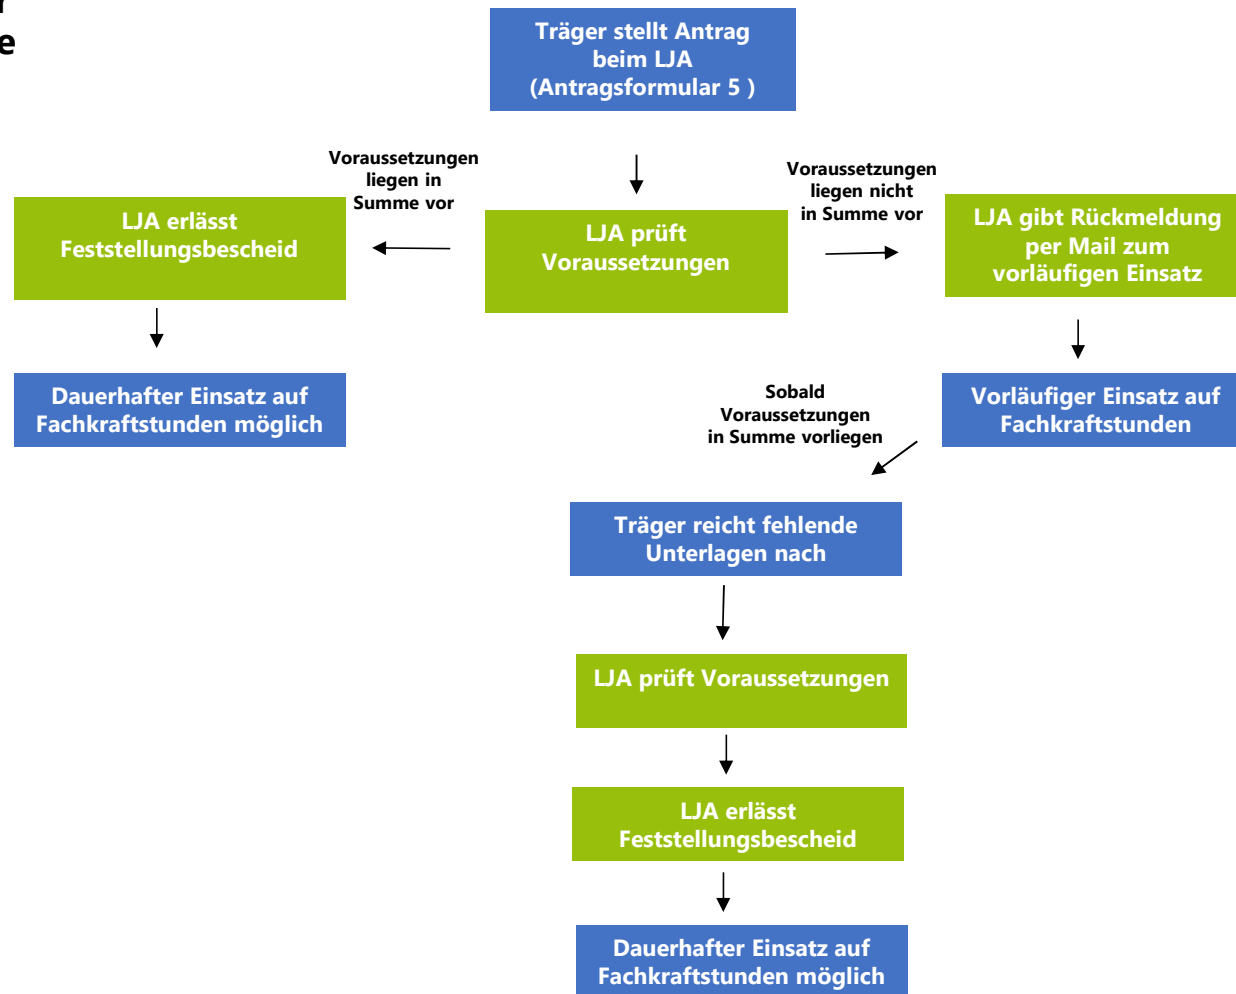 r
e
Träger stellt Antrag
beim LJA
(Antragsformular 5 )
Voraussetzungen
liegen in
Summe vor
Voraussetzungen
liegen nicht
in Summe vor
LJA erlässt
Feststellungsbescheid
LJA prüft
Voraussetzungen
LJA gibt Rückmeldung
per Mail zum
vorläufigen Einsatz
Dauerhafter Einsatz auf
Fachkraftstunden möglich
Sobald
Voraussetzungen
in Summe vorliegen
Vorläufiger Einsatz auf
Fachkraftstunden
Träger reicht fehlende
Unterlagen nach
LJA prüft Voraussetzungen
LJA erlässt
Feststellungsbescheid
Dauerhafter Einsatz auf
Fachkraftstunden möglich